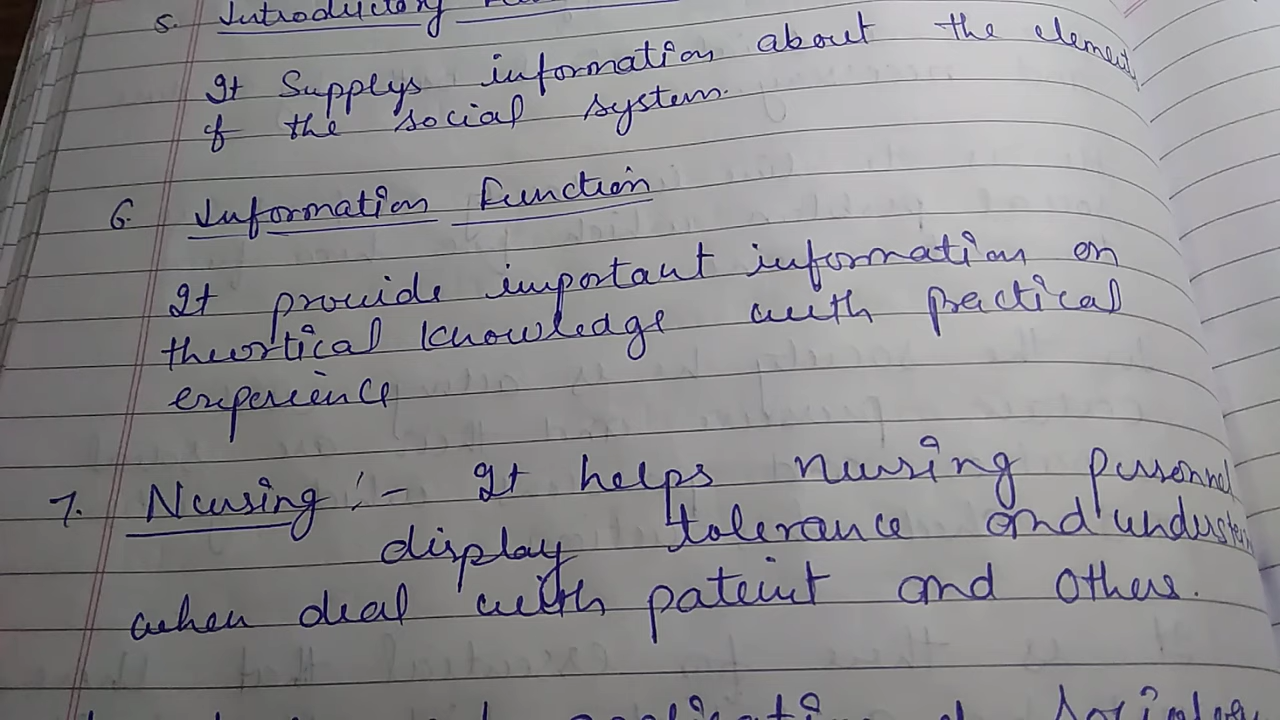 5. Introductory
It Supplys information about the element
of the social system.
6. Information Function
It provide important information on
theortical knowledge with practical
experience
7. Nursing :- It helps nursing personnel
display tolerance and
when deal with pateint and others.